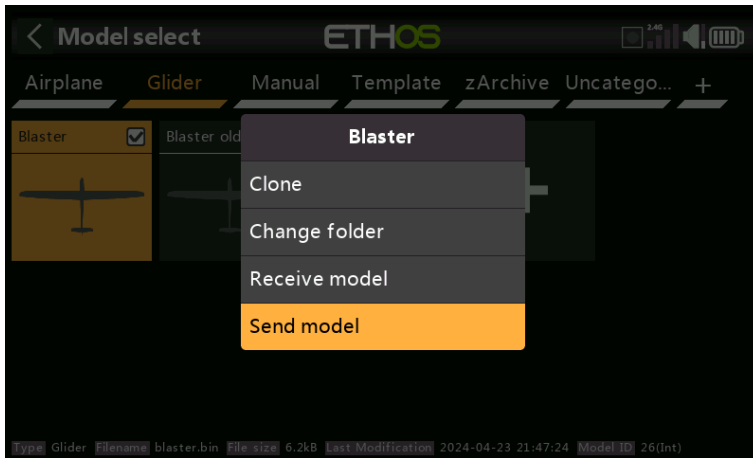 Model select ETHOS 2.4G
Airplane Glider Manual Template zArchive Uncatego... +
Blaster Blaster old
Blaster
Clone
Change folder
Receive model
Send model
Type Glider Filename blaster.bin File size 6.2kB Last Modification 2024-04-23 21:47:24 Model ID 26(Int)